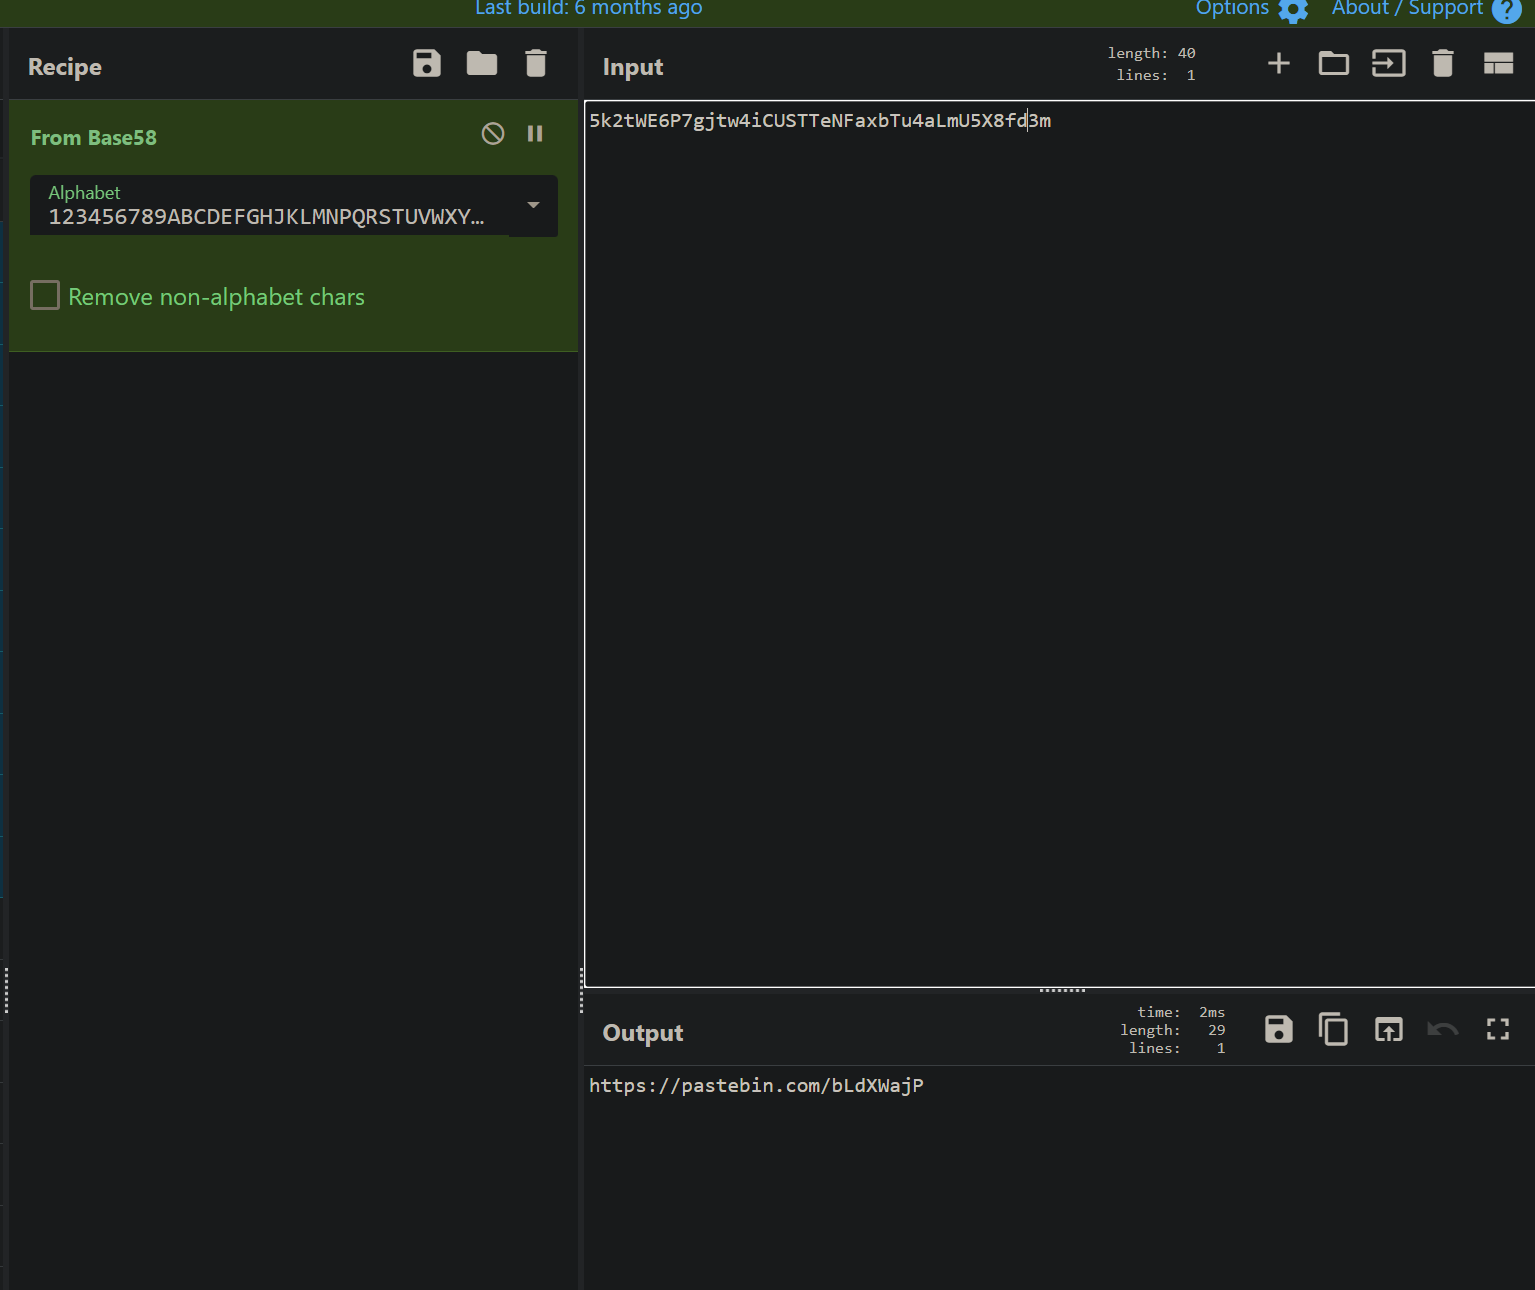 Last build: 6 months ago
Options
About / Support
?
Recipe
From Base58
Alphabet
123456789ABCDEFGHJKLMNPQRSTUVWXY…
Remove non-alphabet chars
Input
length: 40
lines: 1
5k2tWE6P7gjtw4iCUSTTeNFaxbTu4aLmU5X8fd3m
Output
time: 2ms
length: 29
lines: 1
https://pastebin.com/bLdXWajP